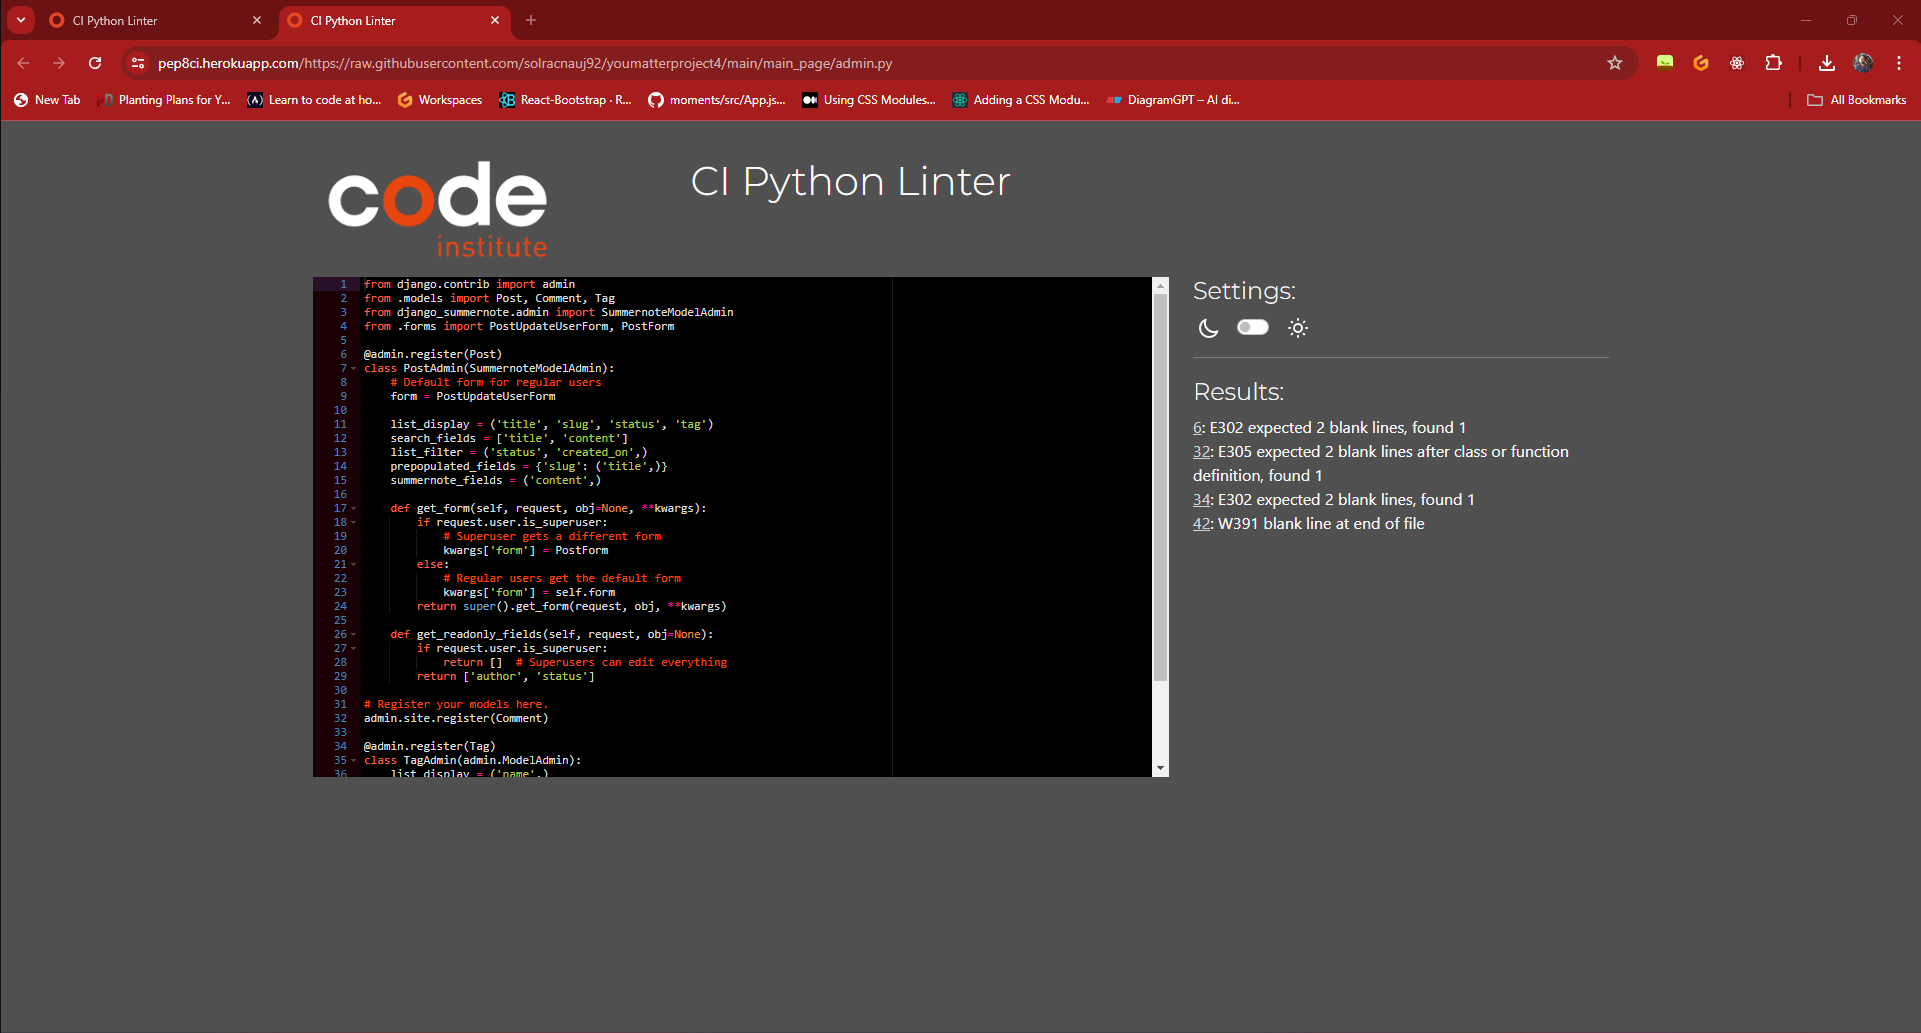 CI Python Linter
CI Python Linter
pep8ci.herokuapp.com/https://raw.githubusercontent.com/solracnauj92/youmatterproject4/main/main_page/admin.py
New Tab
Planting Plans for Y...
Learn to code at ho...
Workspaces
React-Bootstrap · R...
moments/src/App.js...
Using CSS Modules...
Adding a CSS Modu...
DiagramGPT – AI di...
All Bookmarks
code
institute
CI Python Linter
1 from django.contrib import admin
2 from .models import Post, Comment, Tag
3 from django_summernote.admin import SummernoteModelAdmin
4 from .forms import PostUpdateUserForm, PostForm
5
6 @admin.register(Post)
7 class PostAdmin(SummernoteModelAdmin):
8     # Default form for regular users
9     form = PostUpdateUserForm
10
11     list_display = ('title', 'slug', 'status', 'tag')
12     search_fields = ['title', 'content']
13     list_filter = ('status', 'created_on',)
14     prepopulated_fields = {'slug': ('title',)}
15     summernote_fields = ('content',)
16
17     def get_form(self, request, obj=None, **kwargs):
18         if request.user.is_superuser:
19             # Superuser gets a different form
20             kwargs['form'] = PostForm
21         else:
22             # Regular users get the default form
23             kwargs['form'] = self.form
24         return super().get_form(request, obj, **kwargs)
25
26     def get_readonly_fields(self, request, obj=None):
27         if request.user.is_superuser:
28             return []  # Superusers can edit everything
29         return ['author', 'status']
30
31 # Register your models here.
32 admin.site.register(Comment)
33
34 @admin.register(Tag)
35 class TagAdmin(admin.ModelAdmin):
36     list_display = ('name',)
Settings:
Results:
6: E302 expected 2 blank lines, found 1
32: E305 expected 2 blank lines after class or function
definition, found 1
34: E302 expected 2 blank lines, found 1
42: W391 blank line at end of file